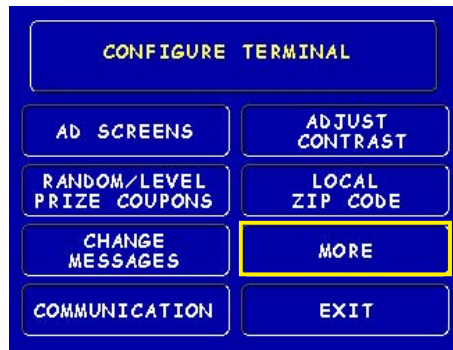 CONFIGURE TERMINAL
AD SCREENS
ADJUST
CONTRAST
RANDOM/LEVEL
PRIZE COUPONS
LOCAL
ZIP CODE
CHANGE
MESSAGES
MORE
COMMUNICATION
EXIT